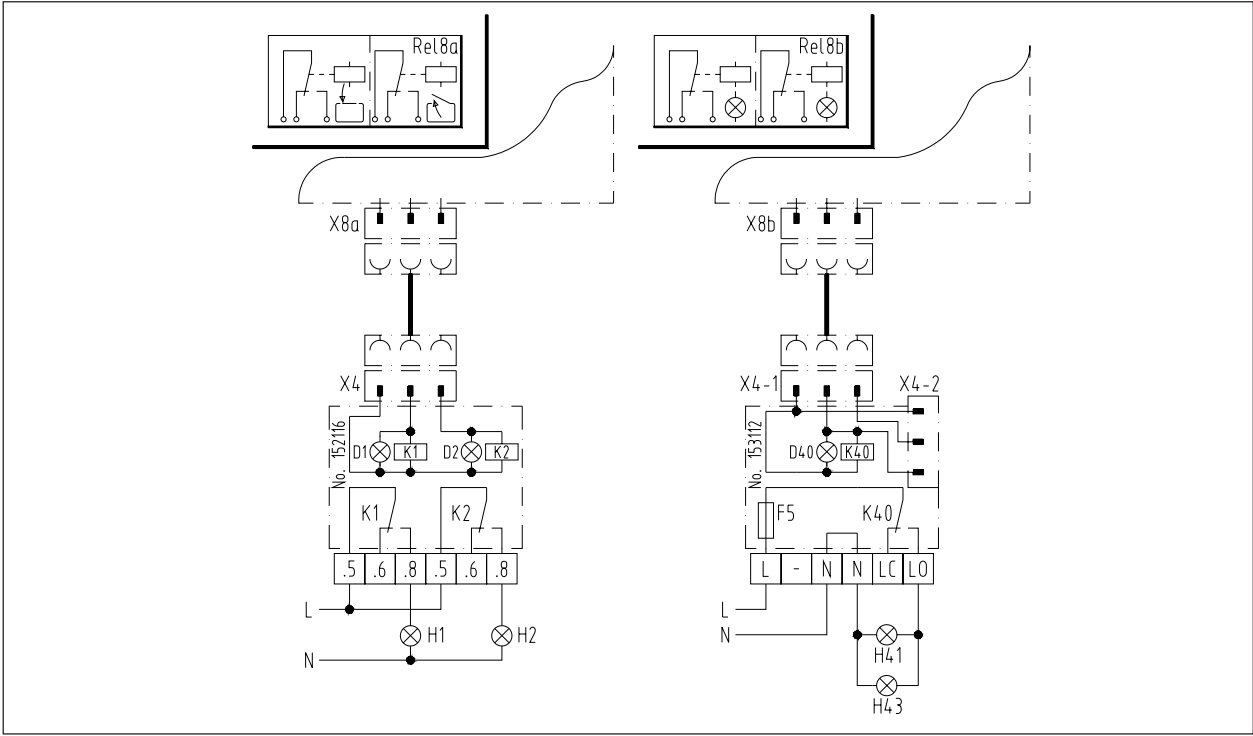 Rel8a
Rel8b
X8a
X8b
X4
X4-1
X4-2
No. 152116
D1
K1
D2
K2
No. 153112
D40
K40
K1
K2
F5
K40
.5 .6 .8 .5 .6 .8
L - N N LC LO
L
L
H1
H2
N
N
H41
H43